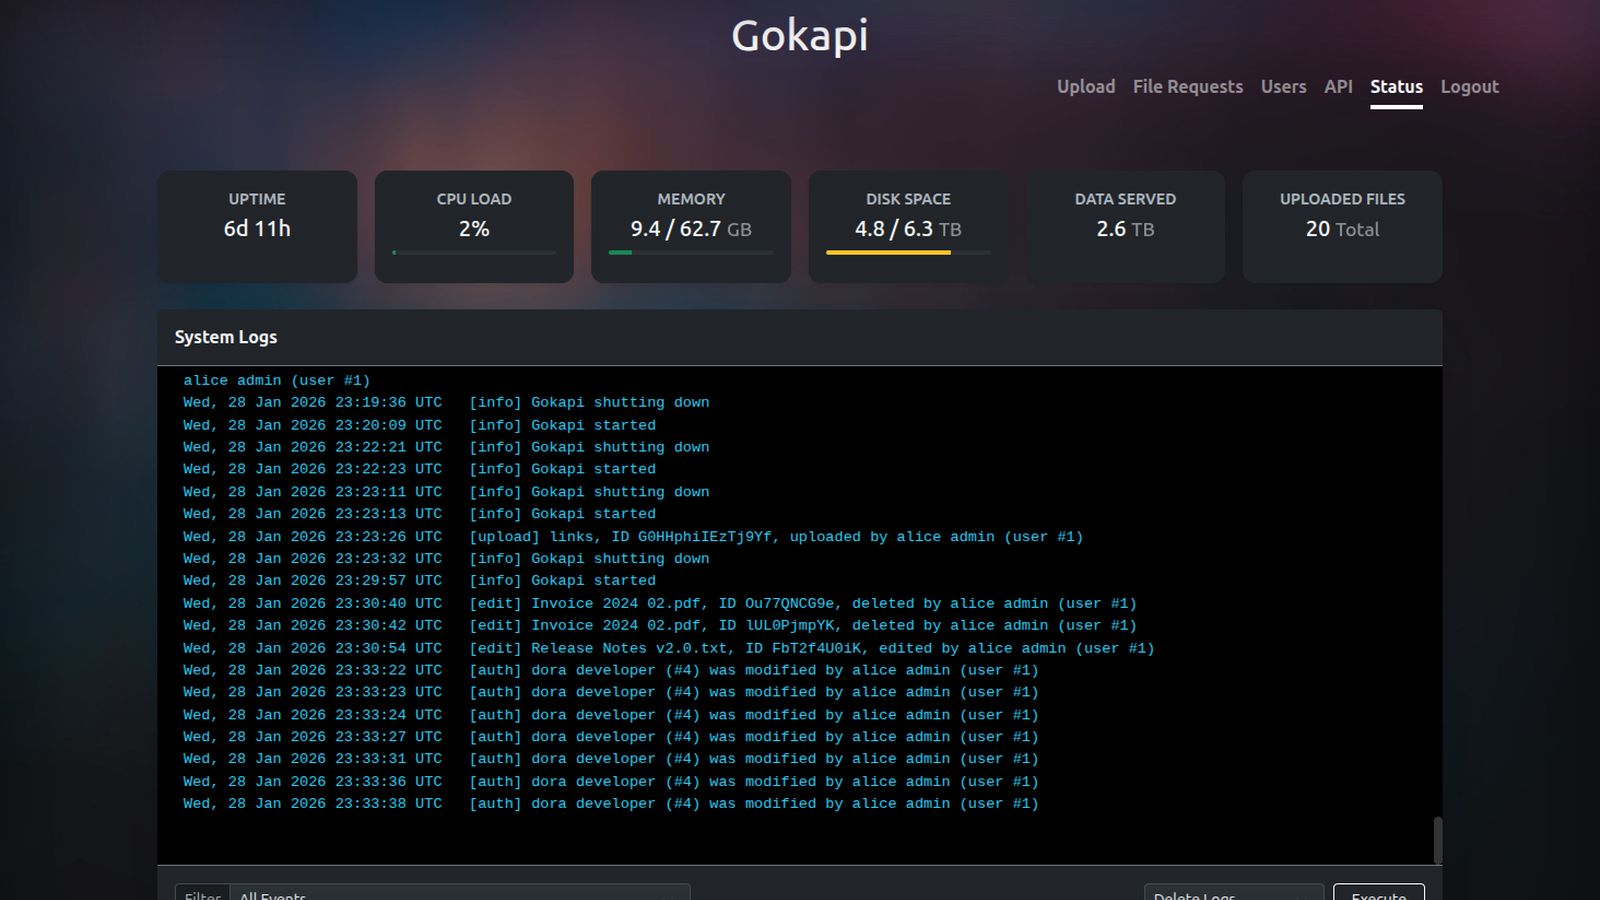 Gokapi
Upload File Requests Users API Status Logout
UPTIME
6d 11h
CPU LOAD
2%
MEMORY
9.4 / 62.7 GB
DISK SPACE
4.8 / 6.3 TB
DATA SERVED
2.6 TB
UPLOADED FILES
20 Total
System Logs
alice admin (user #1)
Wed, 28 Jan 2026 23:19:36 UTC [info] Gokapi shutting down
Wed, 28 Jan 2026 23:20:09 UTC [info] Gokapi started
Wed, 28 Jan 2026 23:22:21 UTC [info] Gokapi shutting down
Wed, 28 Jan 2026 23:22:23 UTC [info] Gokapi started
Wed, 28 Jan 2026 23:23:11 UTC [info] Gokapi shutting down
Wed, 28 Jan 2026 23:23:13 UTC [info] Gokapi started
Wed, 28 Jan 2026 23:23:26 UTC [upload] links, ID G0HHphiIEzTj9Yf, uploaded by alice admin (user #1)
Wed, 28 Jan 2026 23:23:32 UTC [info] Gokapi shutting down
Wed, 28 Jan 2026 23:29:57 UTC [info] Gokapi started
Wed, 28 Jan 2026 23:30:40 UTC [edit] Invoice 2024 02.pdf, ID Ou77QNCG9e, deleted by alice admin (user #1)
Wed, 28 Jan 2026 23:30:42 UTC [edit] Invoice 2024 02.pdf, ID lUL0PjmpYK, deleted by alice admin (user #1)
Wed, 28 Jan 2026 23:30:54 UTC [edit] Release Notes v2.0.txt, ID FbT2f4U0iK, edited by alice admin (user #1)
Wed, 28 Jan 2026 23:33:22 UTC [auth] dora developer (#4) was modified by alice admin (user #1)
Wed, 28 Jan 2026 23:33:23 UTC [auth] dora developer (#4) was modified by alice admin (user #1)
Wed, 28 Jan 2026 23:33:24 UTC [auth] dora developer (#4) was modified by alice admin (user #1)
Wed, 28 Jan 2026 23:33:27 UTC [auth] dora developer (#4) was modified by alice admin (user #1)
Wed, 28 Jan 2026 23:33:31 UTC [auth] dora developer (#4) was modified by alice admin (user #1)
Wed, 28 Jan 2026 23:33:36 UTC [auth] dora developer (#4) was modified by alice admin (user #1)
Wed, 28 Jan 2026 23:33:38 UTC [auth] dora developer (#4) was modified by alice admin (user #1)
Filter All Events Delete Logs Execute